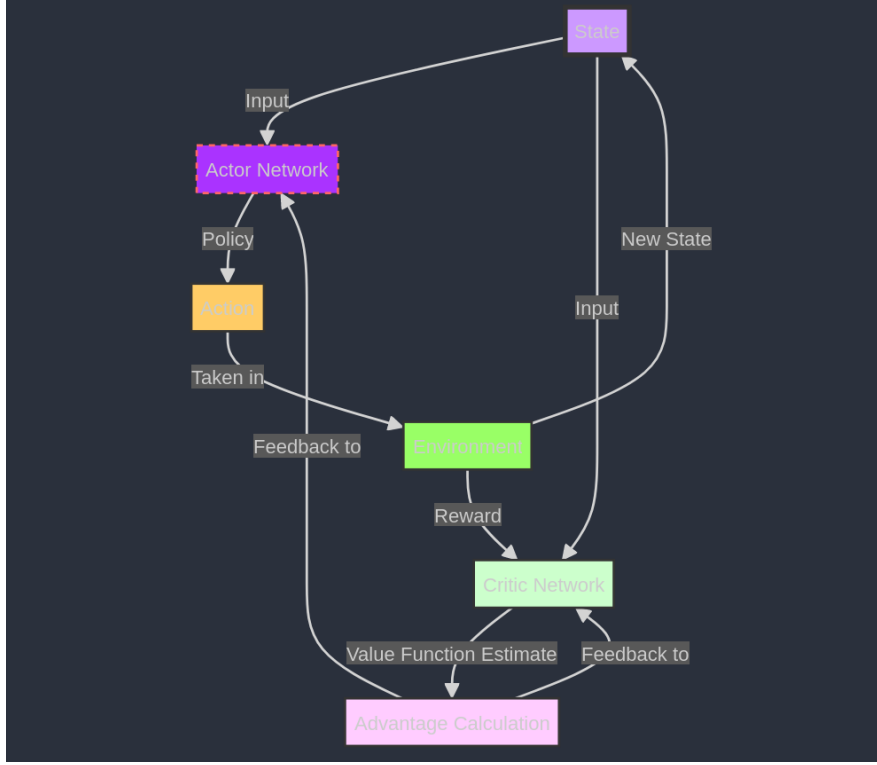 State
Input
Actor Network
Policy
New State
Action
Input
Taken in
Feedback to
Environment
Reward
Critic Network
Value Function Estimate
Feedback to
Advantage Calculation